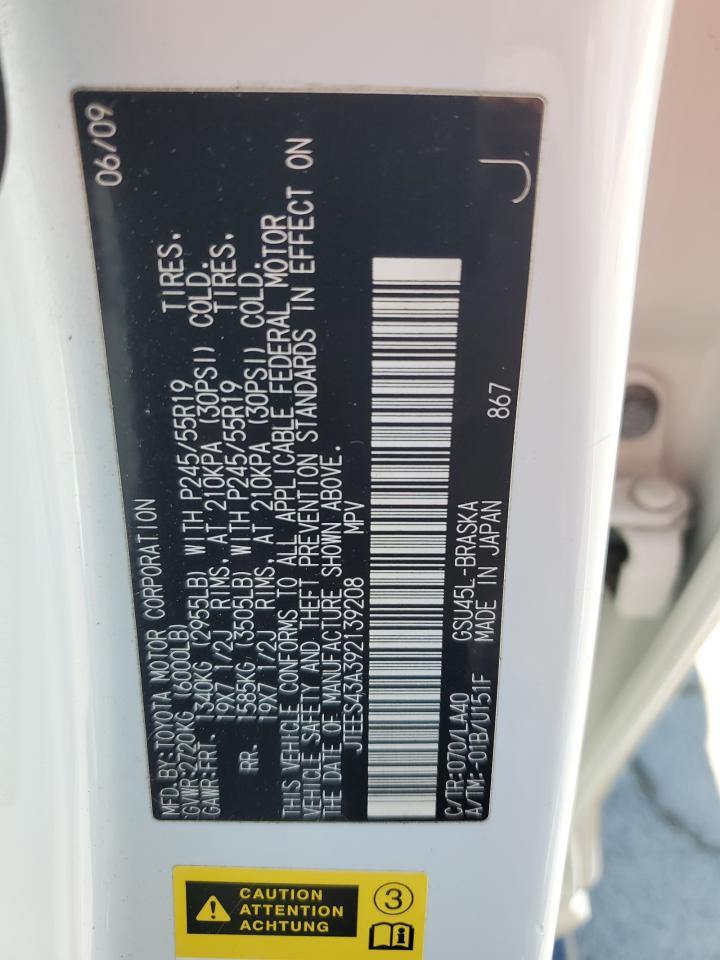 MFD.BY:TOYOTA MOTOR CORPORATION 06/09
GVWR:2720KG (6000LB)
GAWR:FRT. 1340KG (2955LB) WITH P245/55R19 TIRES,
19X7 1/2J RIMS, AT 210KPA (30PSI) COLD.
RR. 1585KG (3505LB) WITH P245/55R19 TIRES,
19X7 1/2J RIMS, AT 210KPA (30PSI) COLD.
THIS VEHICLE CONFORMS TO ALL APPLICABLE FEDERAL MOTOR
VEHICLE SAFETY AND THEFT PREVENTION STANDARDS IN EFFECT ON
THE DATE OF MANUFACTURE SHOWN ABOVE.
JTEES43A392139208 MPV
C/TR:070/LA40 GSU45L-BRASKA 867
A/TM:-01B/U151F MADE IN JAPAN
J
CAUTION
ATTENTION
ACHTUNG
3